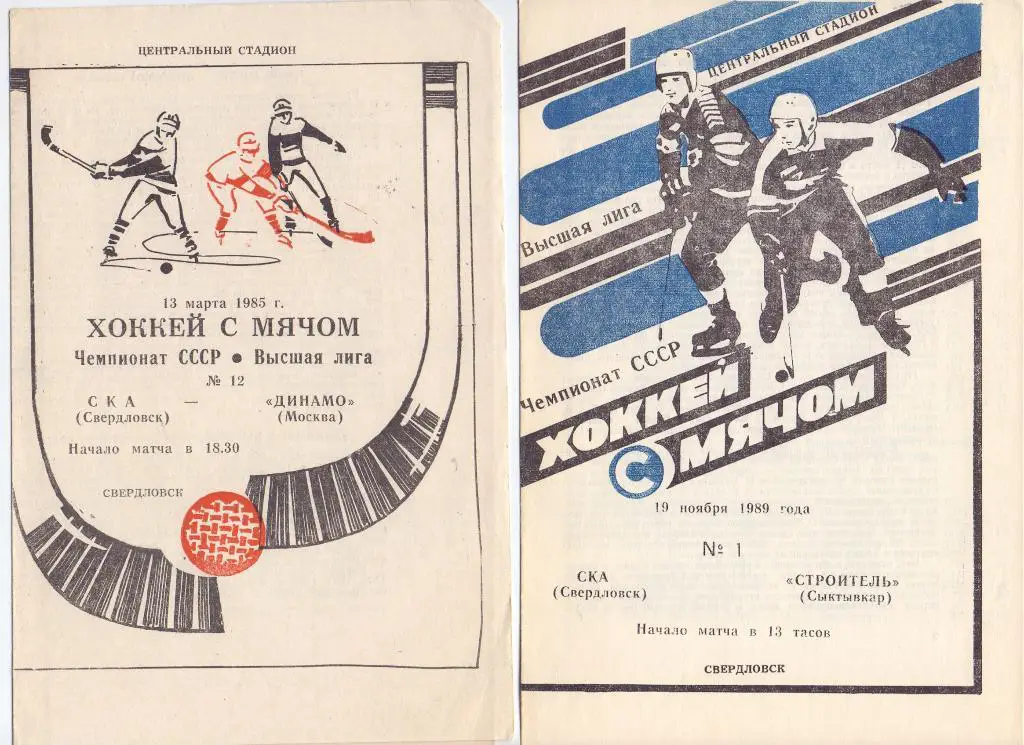 ЦЕНТРАЛЬНЫЙ СТАДИОН
13 марта 1985 г.
ХОККЕЙ С МЯЧОМ
Чемпионат СССР ● Высшая лига
№ 12
СКА — «ДИНАМО»
(Свердловск) (Москва)
Начало матча в 18.30
СВЕРДЛОВСК
ЦЕНТРАЛЬНЫЙ СТАДИОН
Высшая лига
Чемпионат СССР
ХОККЕЙ
С МЯЧОМ
19 ноября 1989 года
№ 1
СКА «СТРОИТЕЛЬ»
(Свердловск) (Сыктывкар)
Начало матча в 13 тасов
СВЕРДЛОВСК